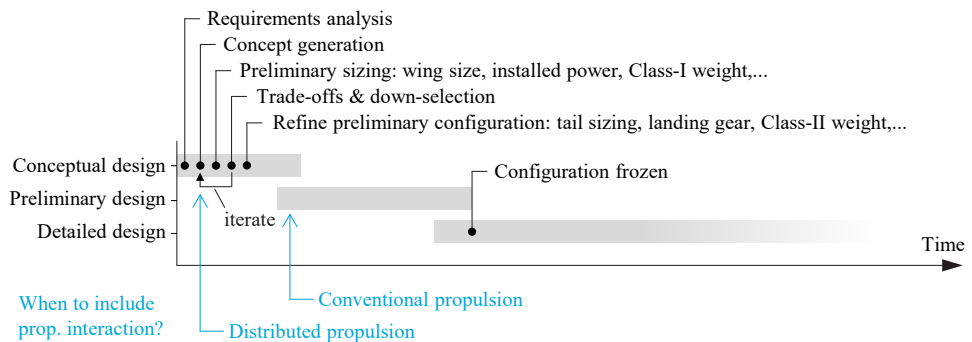 Requirements analysis
Concept generation
Preliminary sizing: wing size, installed power, Class-I weight,...
Trade-offs & down-selection
Refine preliminary configuration: tail sizing, landing gear, Class-II weight,...
Conceptual design
Configuration frozen
Preliminary design
iterate
Detailed design
Time
When to include
prop. interaction?
Conventional propulsion
Distributed propulsion